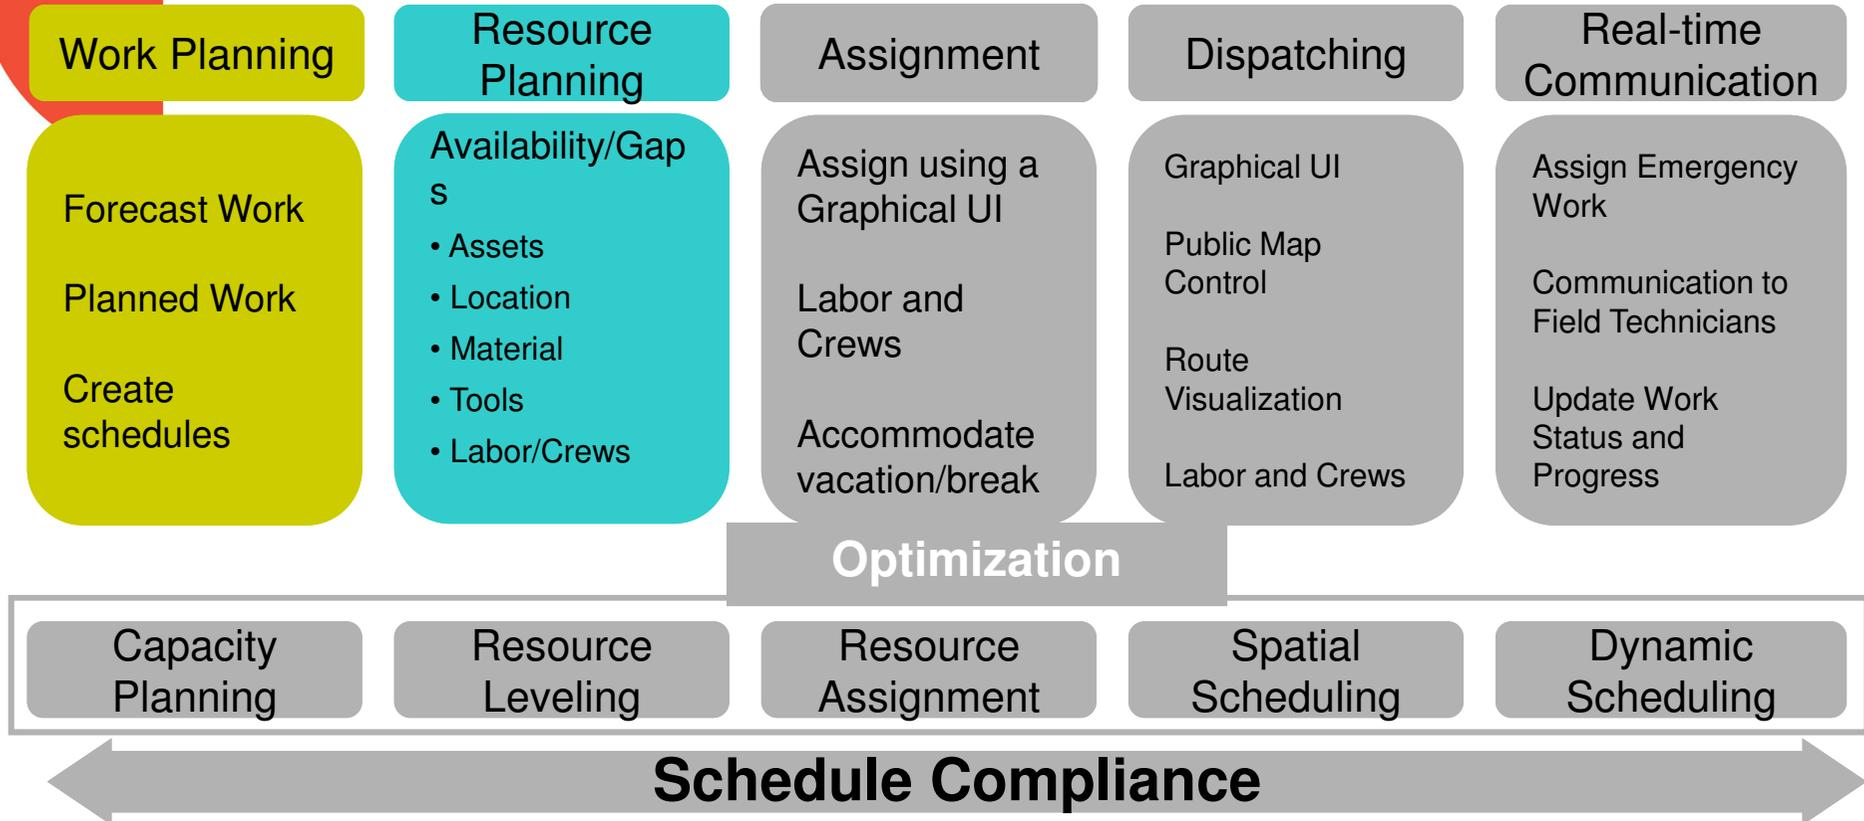 Work Planning
Resource
Planning
Assignment
Dispatching
Real-time
Communication
Forecast Work
Planned Work
Create
schedules
Availability/Gap
s
• Assets
• Location
• Material
• Tools
• Labor/Crews
Assign using a
Graphical UI
Labor and
Crews
Accommodate
vacation/break
Graphical UI
Public Map
Control
Route
Visualization
Labor and Crews
Assign Emergency
Work
Communication to
Field Technicians
Update Work
Status and
Progress
Optimization
Capacity
Planning
Resource
Leveling
Resource
Assignment
Spatial
Scheduling
Dynamic
Scheduling
Schedule Compliance